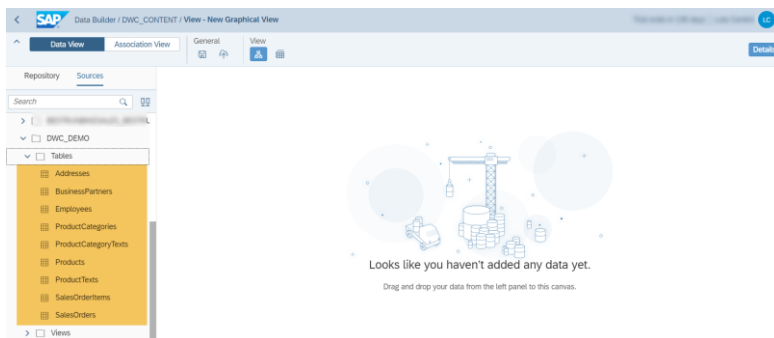 SAP Data Builder / DWC_CONTENT / View - New Graphical View
LC
Data View Association View General View
Details
Repository Sources
Search
DWC_DEMO
Tables
Addresses
BusinessPartners
Employees
ProductCategories
ProductCategoryTexts
Products
ProductTexts
SalesOrderItems
SalesOrders
Views
Looks like you haven't added any data yet.
Drag and drop your data from the left panel to this canvas.